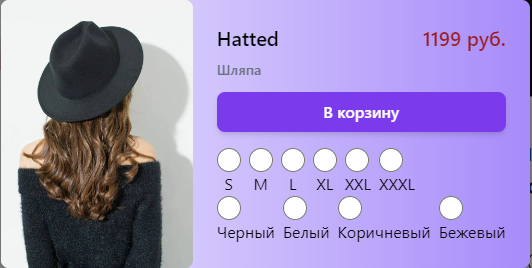 Hatted 1199 руб.
Шляпа
В корзину
S M L XL XXL XXXL
Черный Белый Коричневый Бежевый